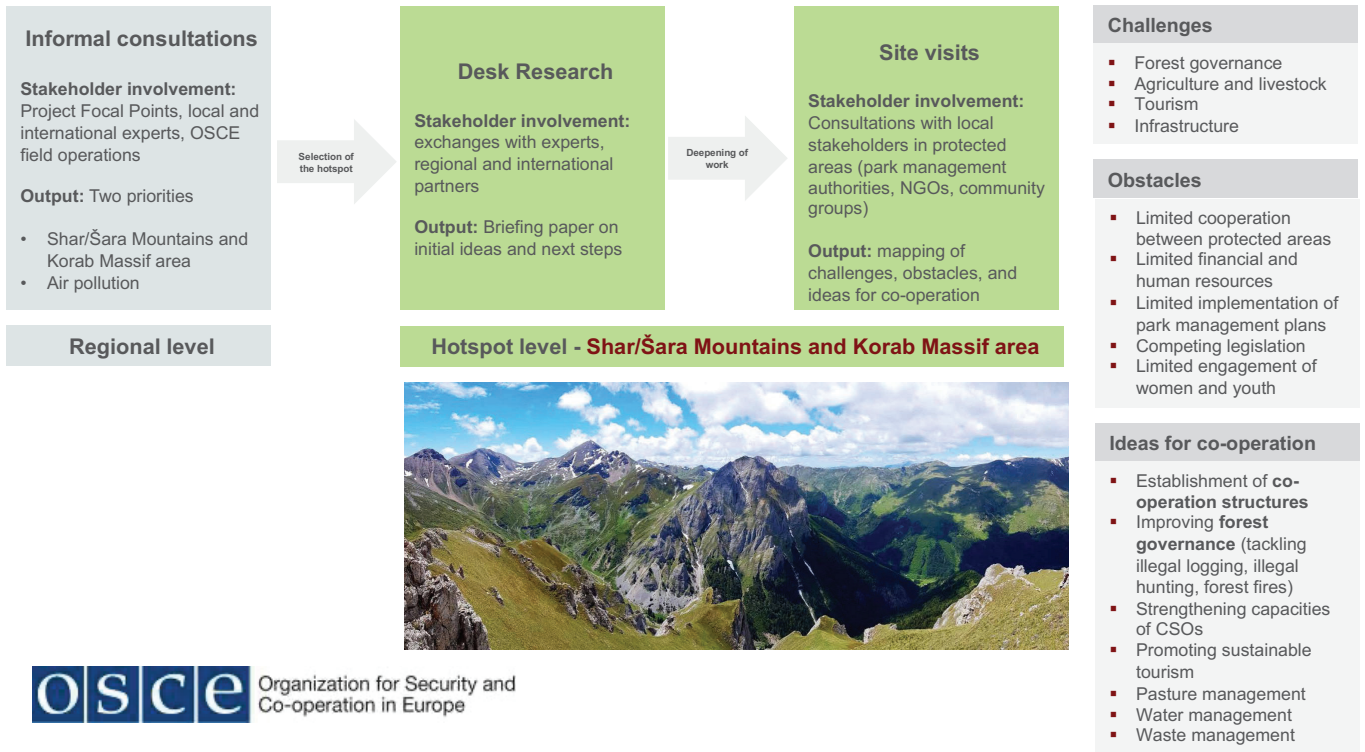 Informal consultations
Stakeholder involvement:
Project Focal Points, local and
international experts, OSCE
field operations
Output: Two priorities
• Shar/Šara Mountains and
Korab Massif area
• Air pollution
Regional level
Selection of
the hotspot
Desk Research
Stakeholder involvement:
exchanges with experts,
regional and international
partners
Output: Briefing paper on
initial ideas and next steps
Deepening of
work
Site visits
Stakeholder involvement:
Consultations with local
stakeholders in protected
areas (park management
authorities, NGOs, community
groups)
Output: mapping of
challenges, obstacles, and
ideas for co-operation
Hotspot level - Shar/Šara Mountains and Korab Massif area
Challenges
▪ Forest governance
▪ Agriculture and livestock
▪ Tourism
▪ Infrastructure
Obstacles
▪ Limited cooperation
between protected areas
▪ Limited financial and
human resources
▪ Limited implementation of
park management plans
▪ Competing legislation
▪ Limited engagement of
women and youth
Ideas for co-operation
▪ Establishment of co-
operation structures
▪ Improving forest
governance (tackling
illegal logging, illegal
hunting, forest fires)
▪ Strengthening capacities
of CSOs
▪ Promoting sustainable
tourism
▪ Pasture management
▪ Water management
▪ Waste management
osce
Organization for Security and
Co-operation in Europe